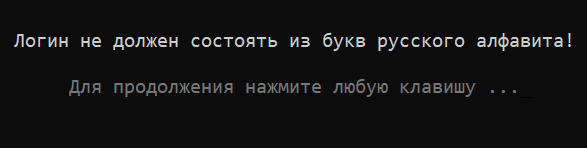 Логин не должен состоять из букв русского алфавита!
Для продолжения нажмите любую клавишу ..._